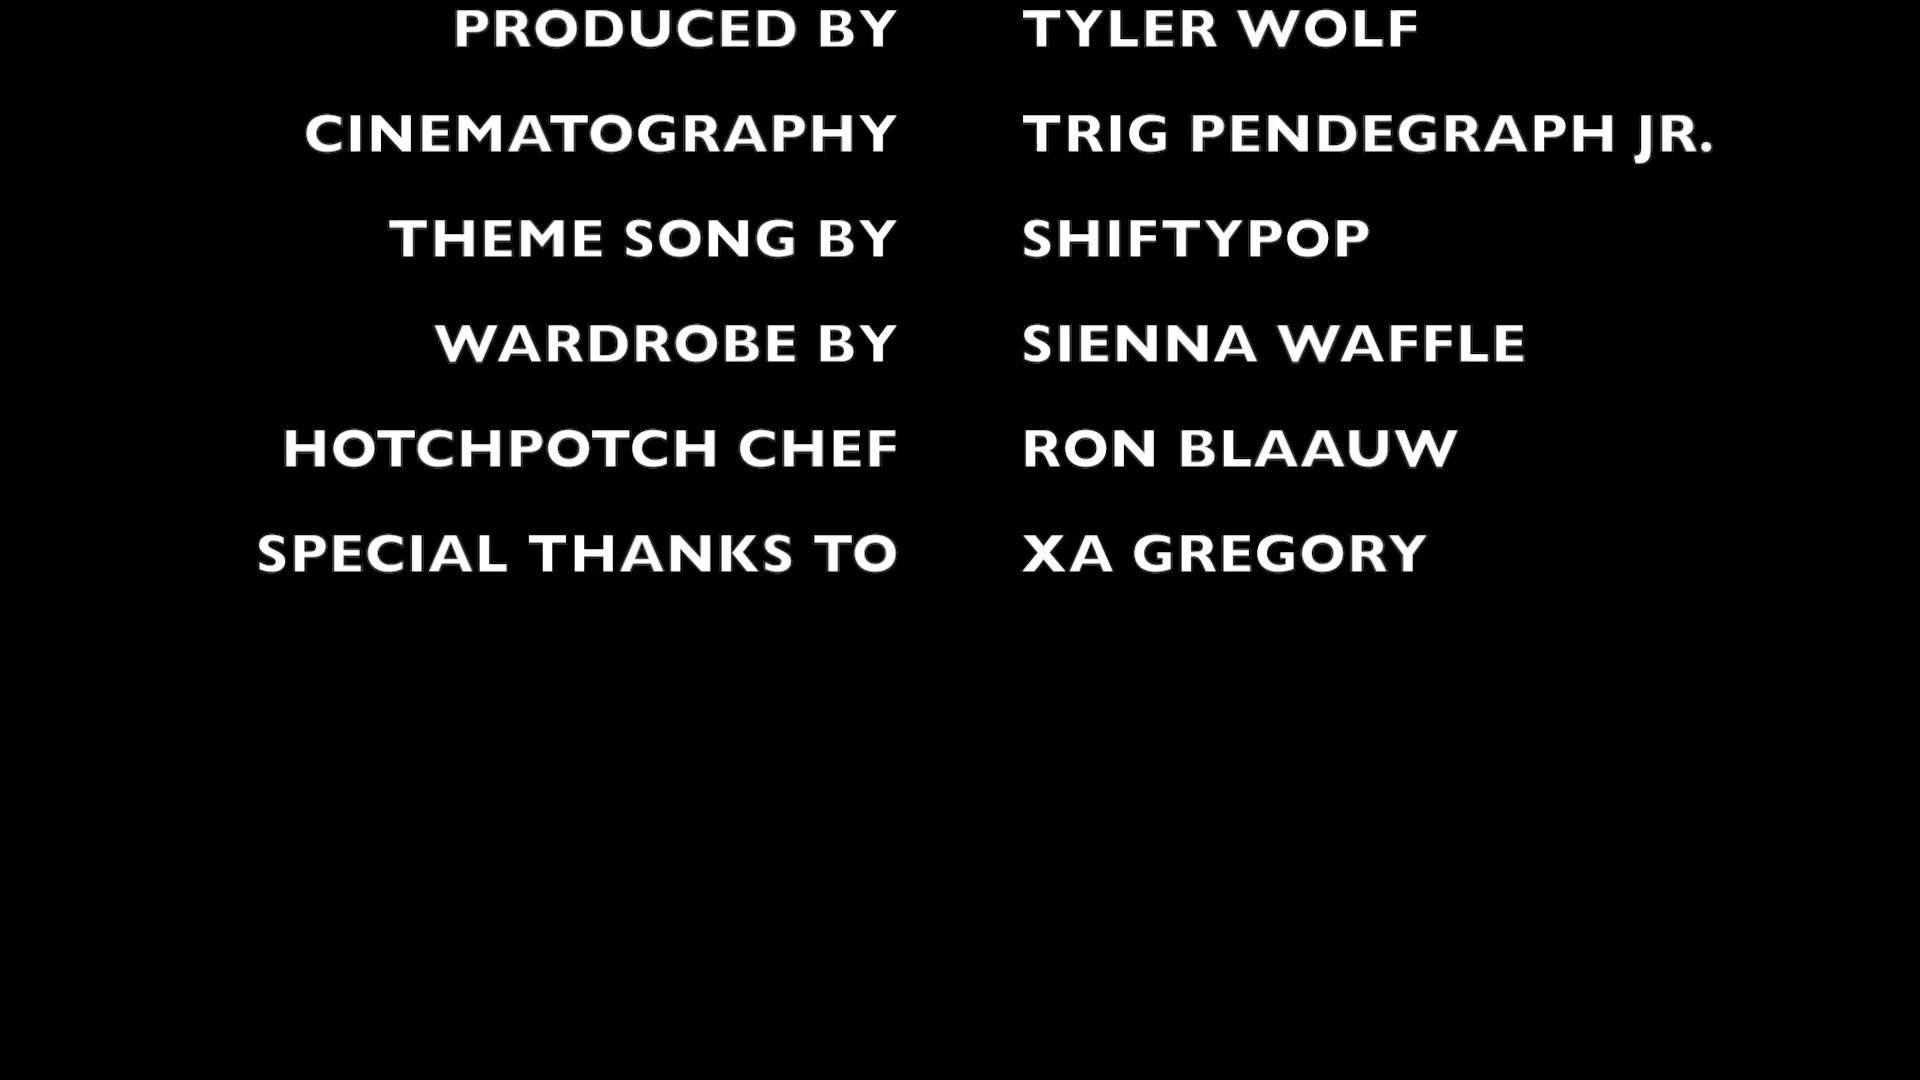 PRODUCED BY TYLER WOLF
CINEMATOGRAPHY TRIG PENDEGRAPH JR.
THEME SONG BY SHIFTYPOP
WARDROBE BY SIENNA WAFFLE
HOTCHPOTCH CHEF RON BLAAUW
SPECIAL THANKS TO XA GREGORY